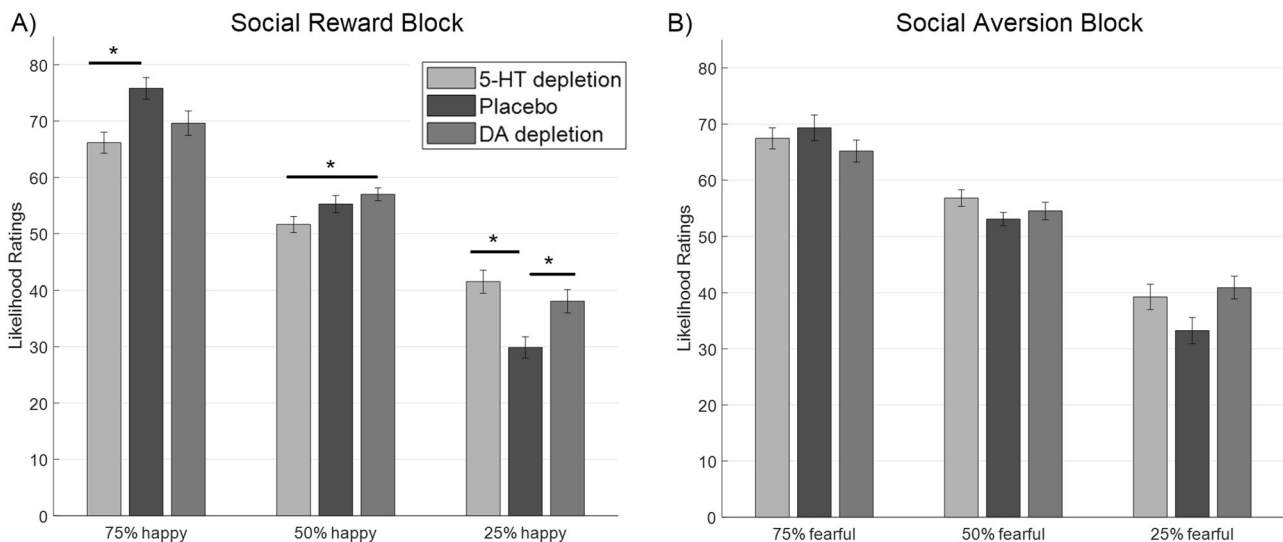 A)
Social Reward Block
*
*
*
*
5-HT depletion
Placebo
DA depletion
Likelihood Ratings
80
70
60
50
40
30
20
10
0
75% happy
50% happy
25% happy
B)
Social Aversion Block
Likelihood Ratings
80
70
60
50
40
30
20
10
0
75% fearful
50% fearful
25% fearful